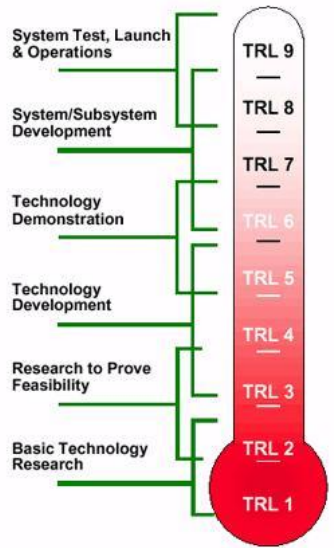 System Test, Launch
& Operations
System/Subsystem
Development
Technology
Demonstration
Technology
Development
Research to Prove
Feasibility
Basic Technology
Research
TRL 9
TRL 8
TRL 7
TRL 6
TRL 5
TRL 4
TRL 3
TRL 2
TRL 1